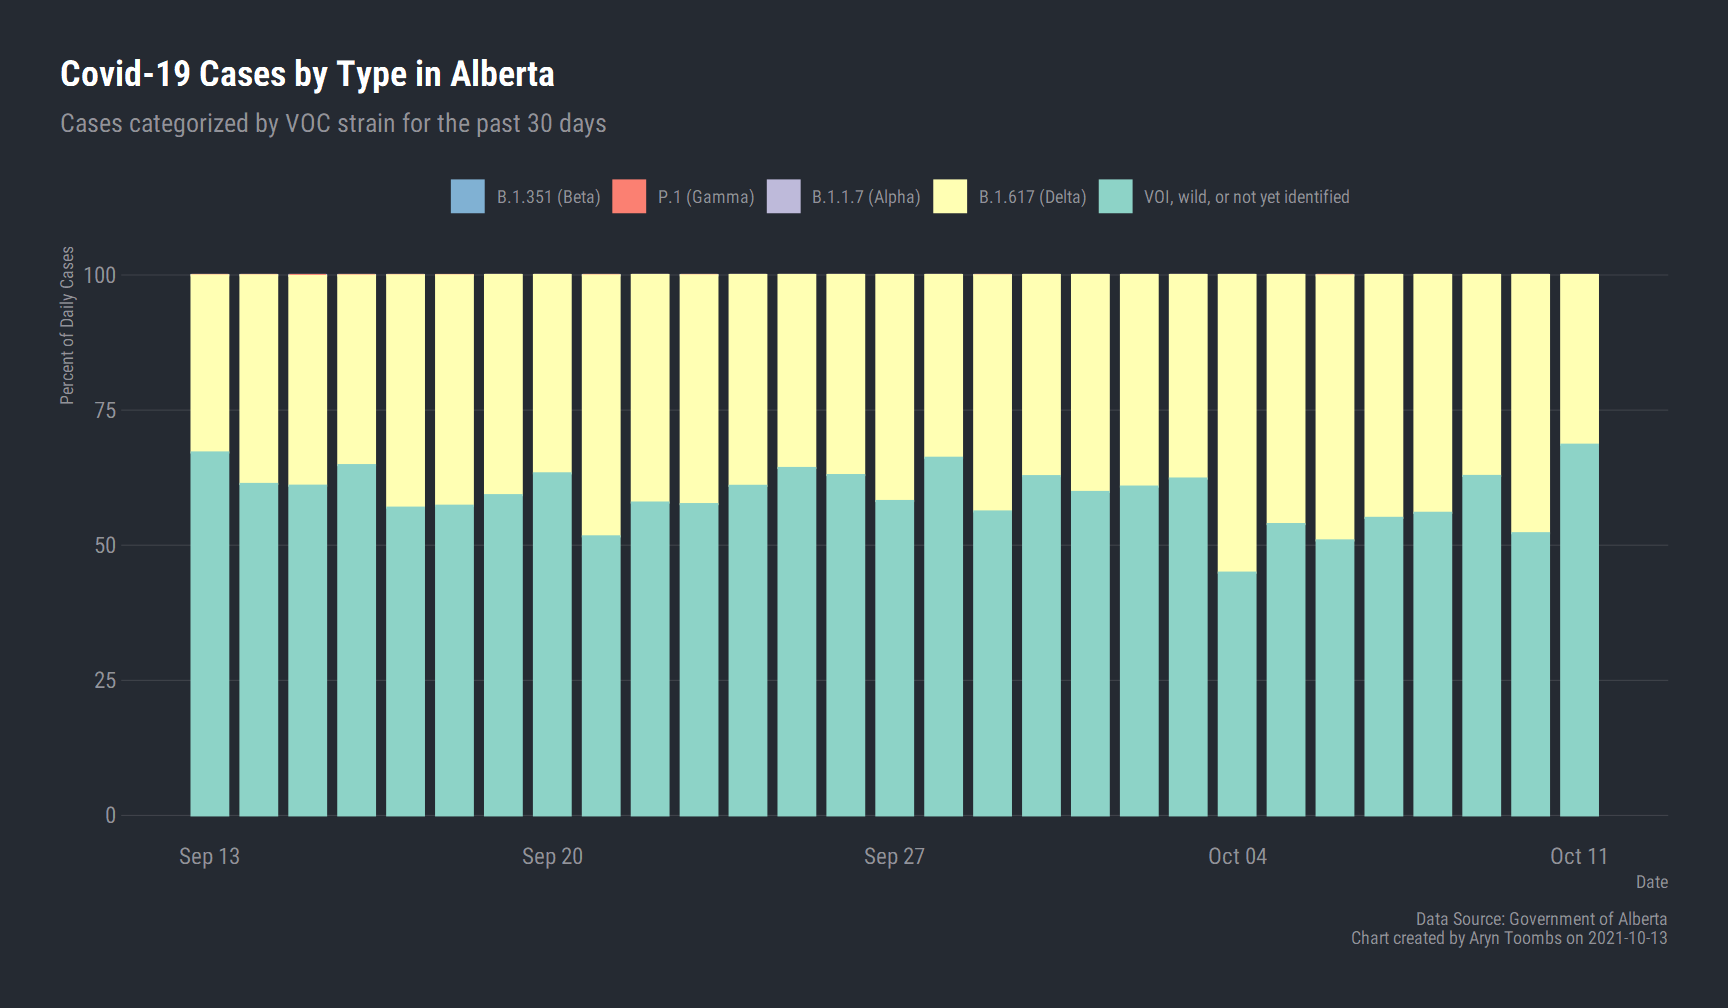 Covid-19 Cases by Type in Alberta
Cases categorized by VOC strain for the past 30 days
B.1.351 (Beta) P.1 (Gamma) B.1.1.7 (Alpha) B.1.617 (Delta) VOI, wild, or not yet identified
Percent of Daily Cases
100
75
50
25
0
Sep 13 Sep 20 Sep 27 Oct 04 Oct 11
Date
Data Source: Government of Alberta
Chart created by Aryn Toombs on 2021-10-13